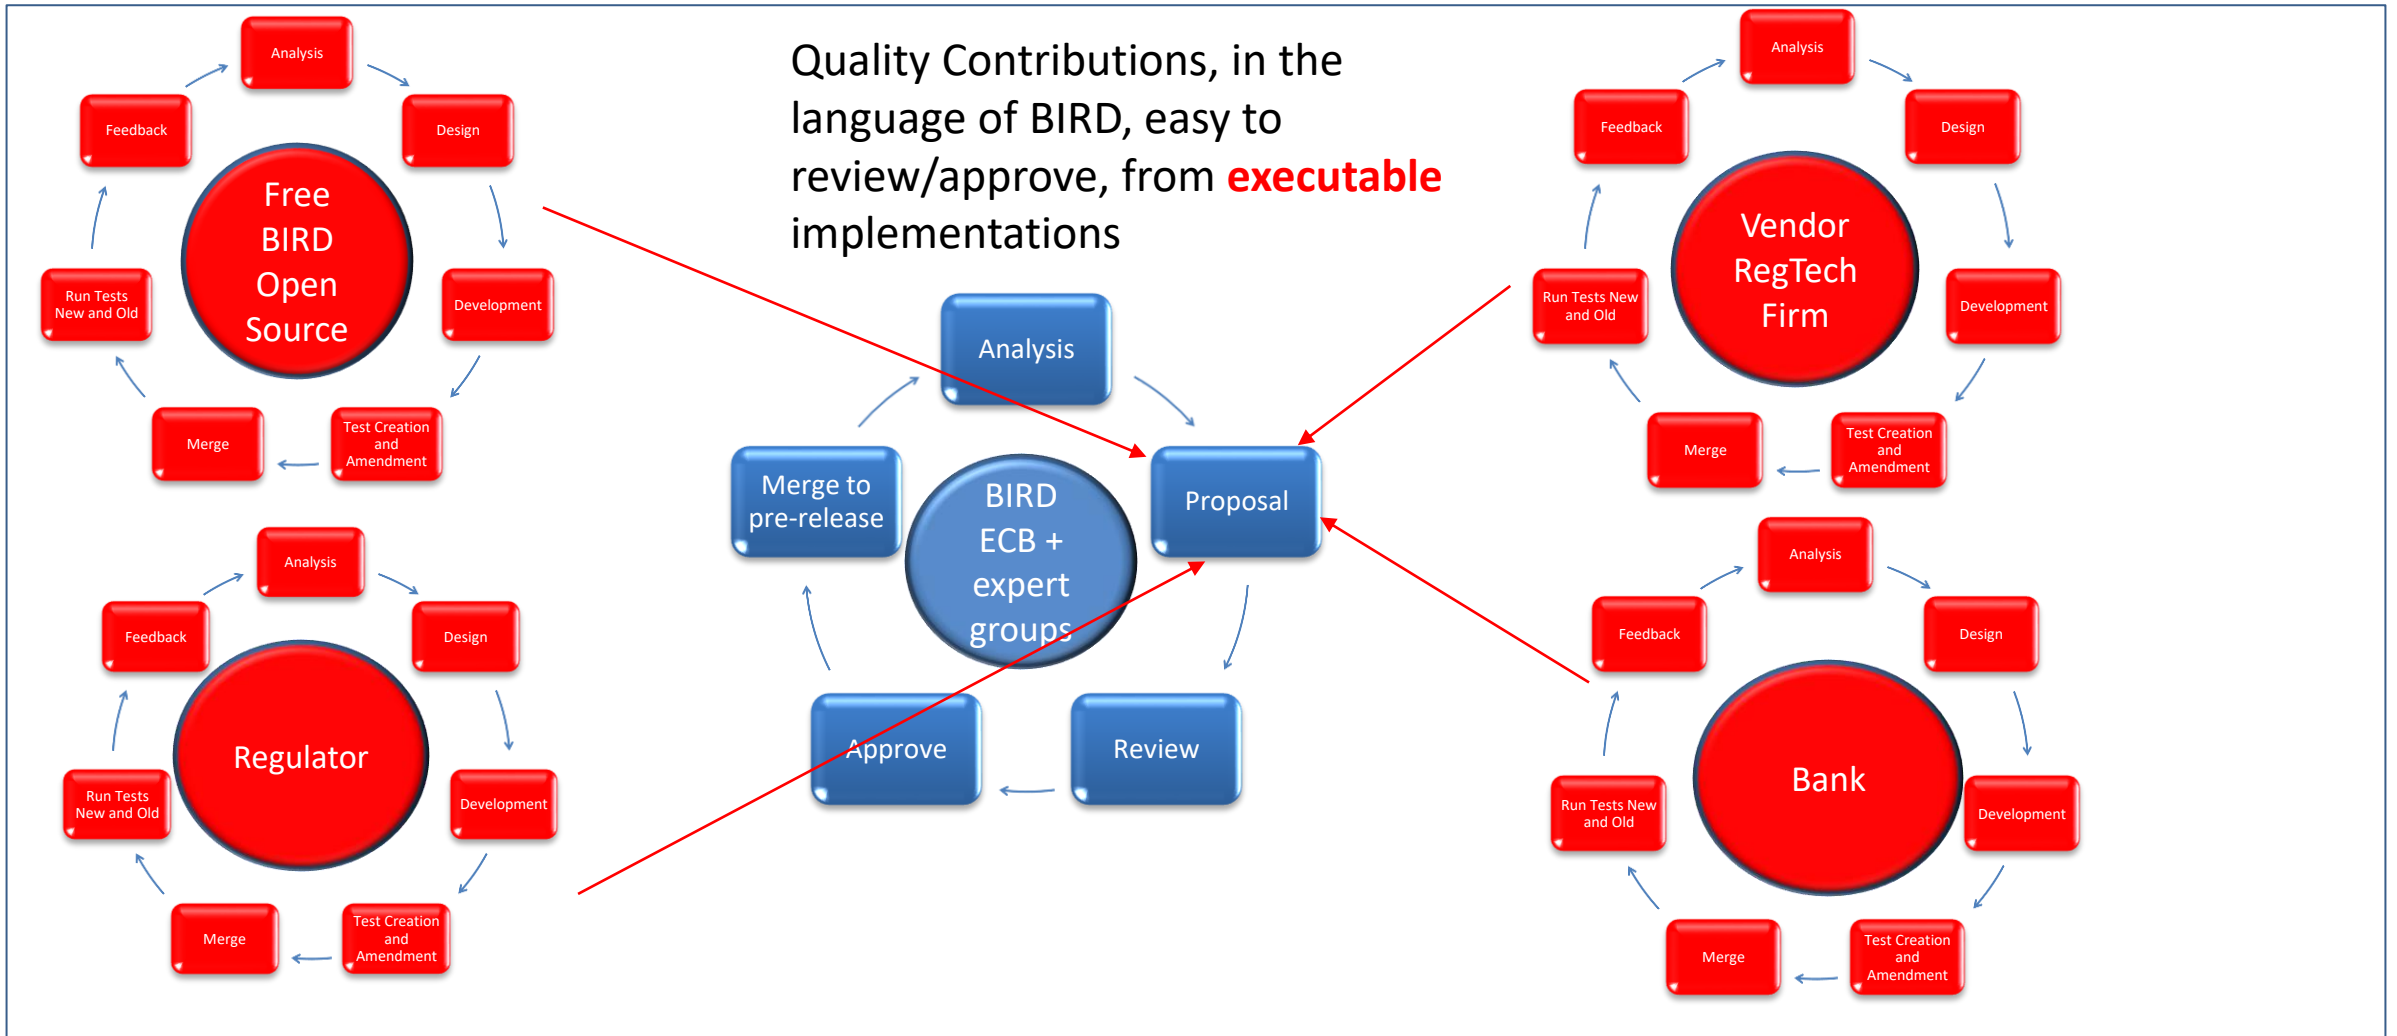 Quality Contributions, in the
language of BIRD, easy to
review/approve, from executable
implementations
Analysis
Design
Development
Test Creation
and
Amendment
Merge
Run Tests
New and Old
Feedback
Free
BIRD
Open
Source
Analysis
Design
Development
Test Creation
and
Amendment
Merge
Run Tests New
and Old
Feedback
Vendor
RegTech
Firm
Analysis
Proposal
Review
Approve
Merge to
pre-release
BIRD
ECB +
expert
groups
Analysis
Design
Development
Test Creation
and
Amendment
Merge
Run Tests
New and Old
Feedback
Regulator
Analysis
Design
Development
Test Creation
and
Amendment
Merge
Run Tests New
and Old
Feedback
Bank